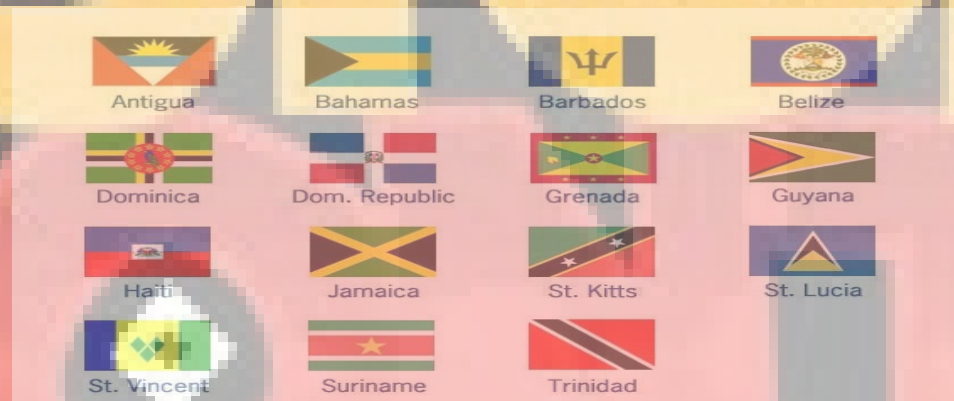 Antigua Bahamas Barbados Belize
Dominica Dom. Republic Grenada Guyana
Haiti Jamaica St. Kitts St. Lucia
St. Vincent Suriname Trinidad